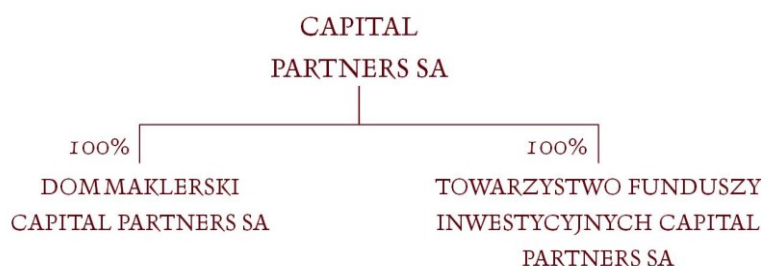 CAPITAL
PARTNERS SA
100%
100%
DOM MAKLERSKI
CAPITAL PARTNERS SA
TOWARZYSTWO FUNDUSZY
INWESTYCYJNYCH CAPITAL
PARTNERS SA